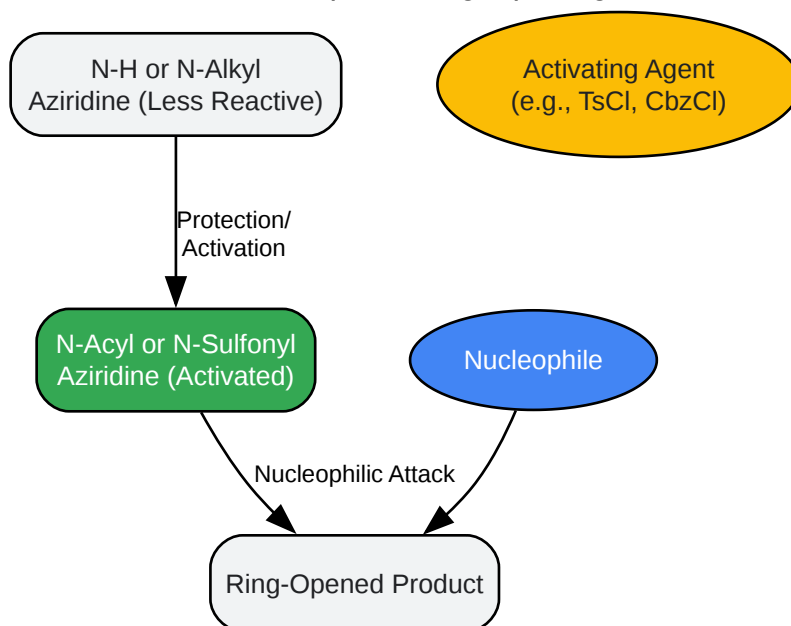 N-H or N-Alkyl
Aziridine (Less Reactive)
Activating Agent
(e.g., TsCl, CbzCl)
Protection/
Activation
N-Acyl or N-Sulfonyl
Aziridine (Activated)
Nucleophile
Nucleophilic Attack
Ring-Opened Product